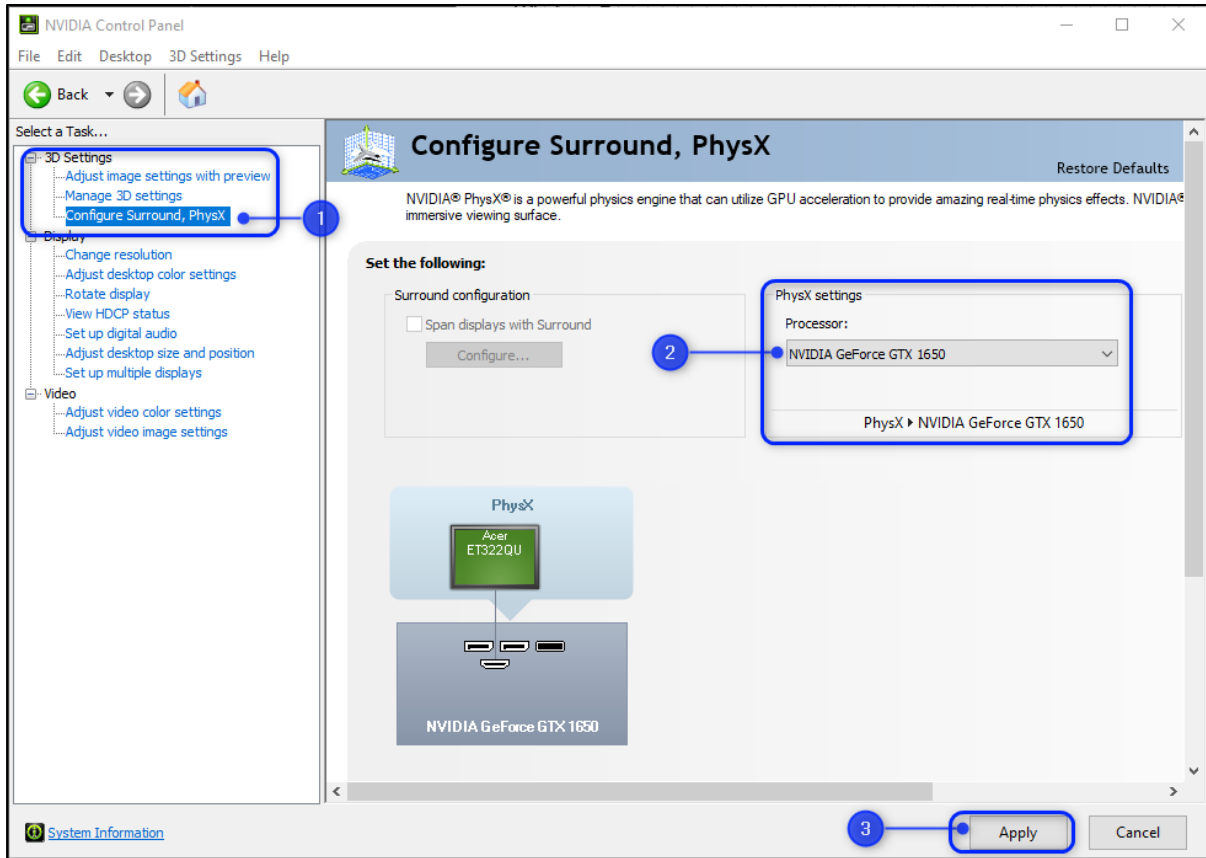 NVIDIA Control Panel
File Edit Desktop 3D Settings Help
Back
Select a Task...
3D Settings
Adjust image settings with preview
Manage 3D settings
Configure Surround, PhysX
1
Display
Change resolution
Adjust desktop color settings
Rotate display
View HDCP status
Set up digital audio
Adjust desktop size and position
Set up multiple displays
Video
Adjust video color settings
Adjust video image settings
Configure Surround, PhysX
Restore Defaults
NVIDIA® PhysX® is a powerful physics engine that can utilize GPU acceleration to provide amazing real-time physics effects. NVIDIA®
immersive viewing surface.
Set the following:
Surround configuration
Span displays with Surround
Configure...
PhysX settings
Processor:
2
NVIDIA GeForce GTX 1650
PhysX ▸ NVIDIA GeForce GTX 1650
PhysX
Acer
ET322QU
NVIDIA GeForce GTX 1650
System Information
3
Apply
Cancel